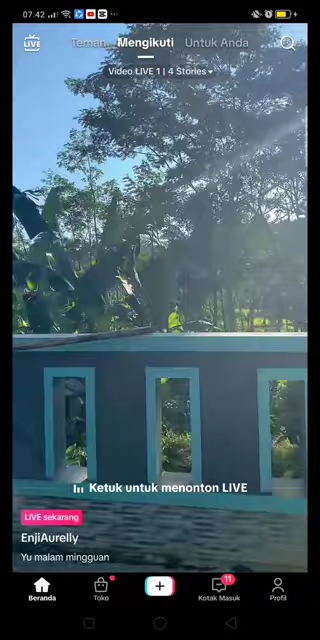 07.42
LIVE
Teman Mengikuti Untuk Anda
Video LIVE 1 | 4 Stories
Ketuk untuk menonton LIVE
LIVE sekarang
EnjiAurelly
Yu malam mingguan
11
Beranda Toko Kotak Masuk Profil